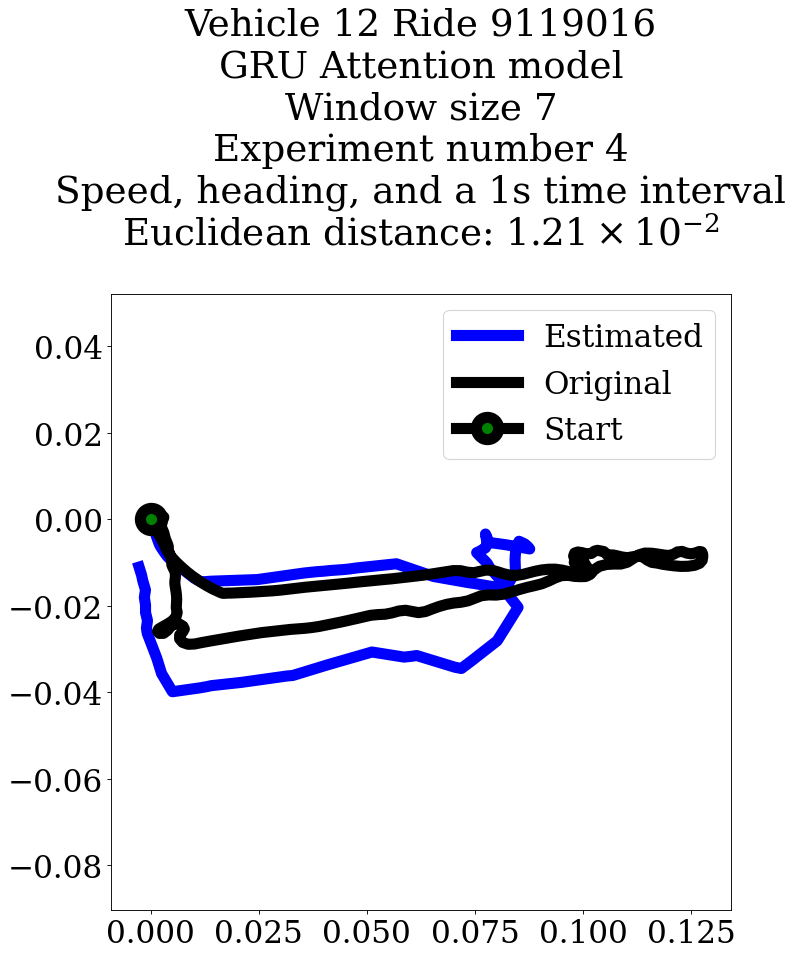 Vehicle 12 Ride 9119016
GRU Attention model
Window size 7
Experiment number 4
Speed, heading, and a 1s time interval
Euclidean distance: 1.21 × 10⁻²
Estimated
Original
Start
0.04
0.02
0.00
−0.02
−0.04
−0.06
−0.08
0.000 0.025 0.050 0.075 0.100 0.125